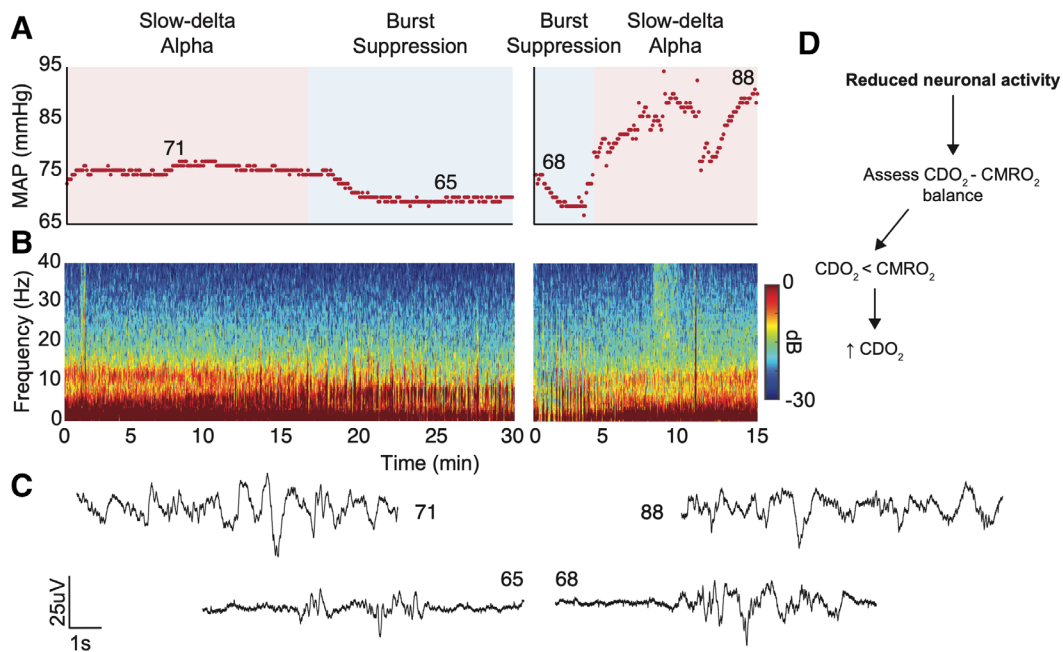 A
Slow-delta
Alpha
Burst
Suppression
Burst
Suppression
Slow-delta
Alpha
D
MAP (mmHg)
95
85
75
65
71
65
68
88
Reduced neuronal activity
Assess CDO₂ - CMRO₂
balance
CDO₂ < CMRO₂
↑ CDO₂
B
Frequency (Hz)
40
30
20
10
0
0 5 10 15 20 25 30
0 5 10 15
Time (min)
0
dB
-30
C
71
88
65
68
25uV
1s